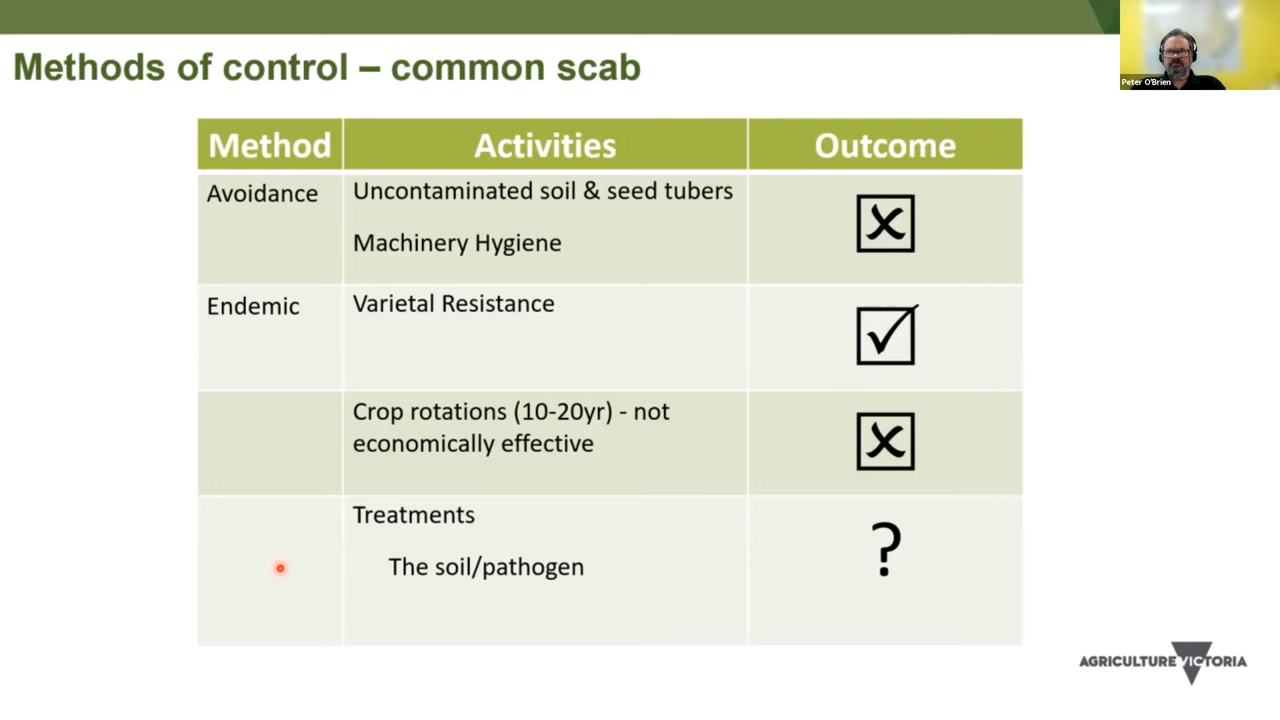 Methods of control – common scab
Peter O'Brien
Method Activities Outcome
Avoidance
Uncontaminated soil & seed tubers
Machinery Hygiene
Endemic
Varietal Resistance
Crop rotations (10-20yr) - not
economically effective
Treatments
The soil/pathogen
?
AGRICULTURE VICTORIA